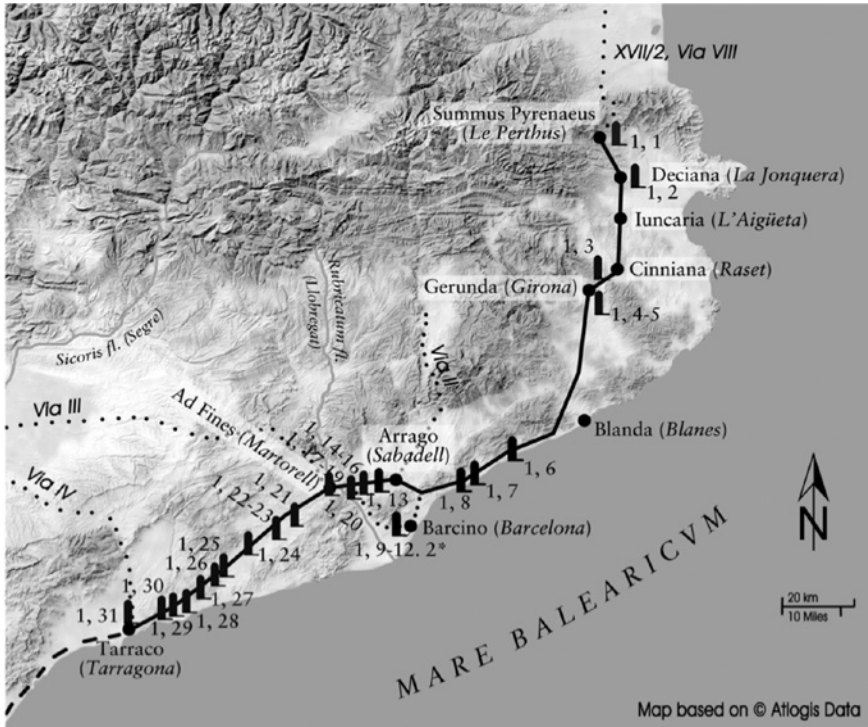 XVII/2, Via VIII
Summus Pyrenaeus
(Le Perthus)
1, 1
Deciana (La Jonquera)
1, 2
Iuncaria (L'Aigüeta)
1, 3
Cinniana (Raset)
Gerunda (Girona)
1, 4-5
Rubricatum fl.
(Llobregat)
Sicoris fl. (Segre)
Via II
Via III
Ad Fines (Martorell)
1, 14-16
1, 17-19
Arrago
(Sabadell)
Blanda (Blanes)
1, 6
1, 7
1, 8
1, 13
Via IV
1, 21
1, 22-23
1, 20
Barcino (Barcelona)
1, 9-12. 2*
1, 24
1, 25
1, 26
1, 27
1, 30
1, 28
1, 31
1, 29
Tarraco
(Tarragona)
MARE BALEARICVM
N
20 km
10 Miles
Map based on © Atlogis Data